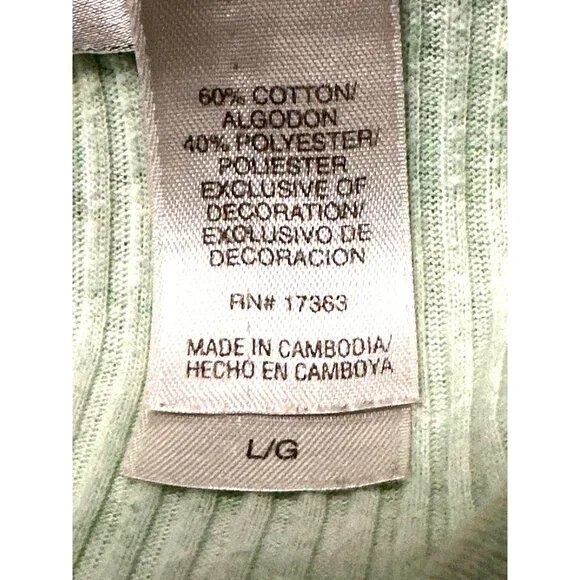 60% COTTON/
ALGODON
40% POLYESTER/
POLIESTER
EXCLUSIVE OF
DECORATION/
EXCLUSIVO DE
DECORACION
RN# 17363
MADE IN CAMBODIA/
HECHO EN CAMBOYA
L/G